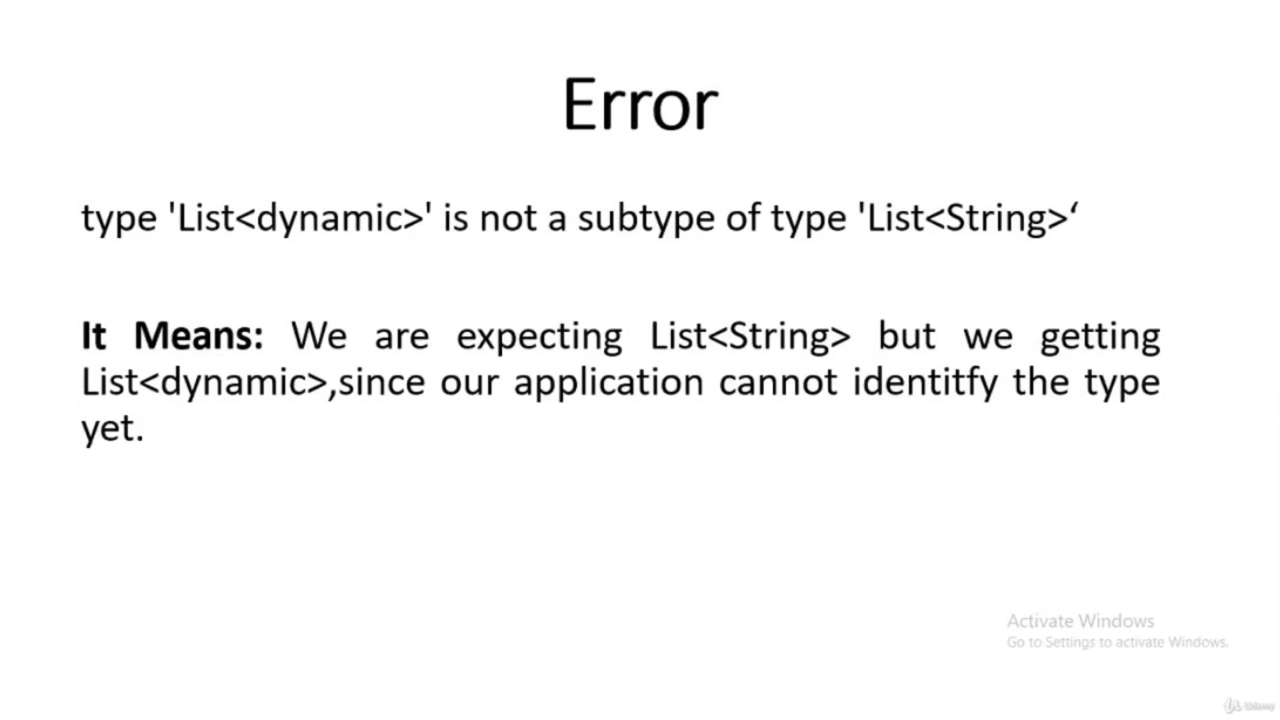 Error
type 'List<dynamic>' is not a subtype of type 'List<String>‘
It Means: We are expecting List<String> but we getting
List<dynamic>,since our application cannot identitfy the type
yet.
Activate Windows
Go to Settings to activate Windows.
Udemy